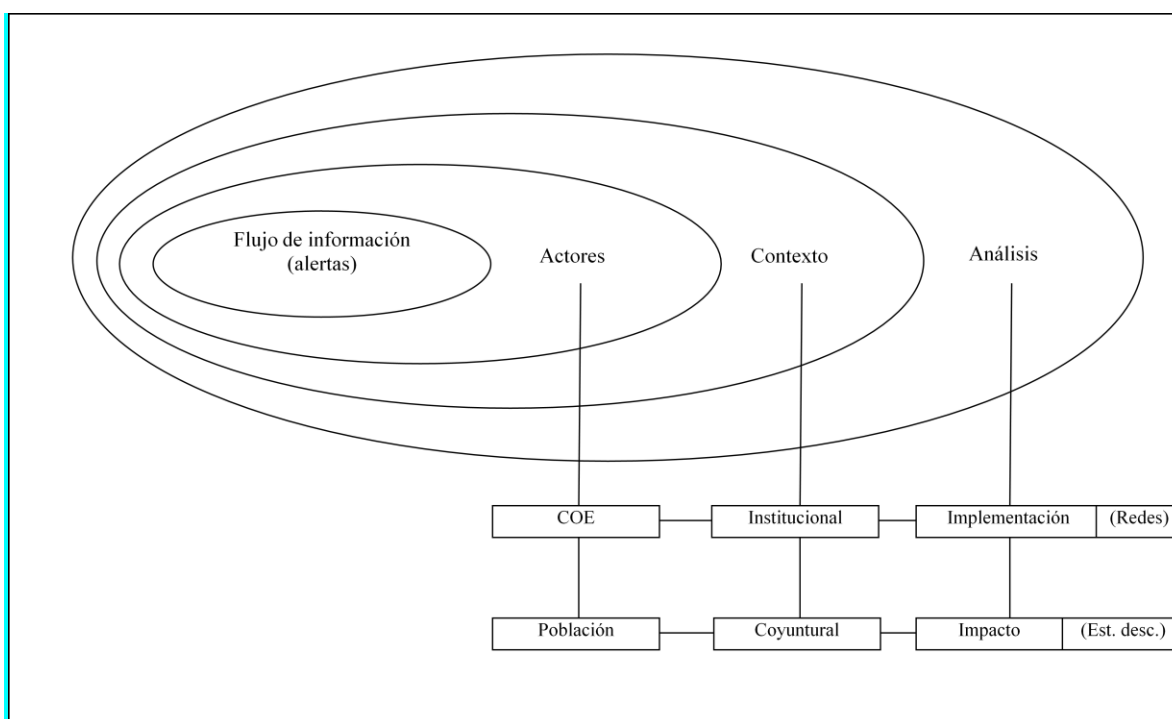 Flujo de información
(alertas)
Actores
Contexto
Análisis
COE
Institucional
Implementación
(Redes)
Población
Coyuntural
Impacto
(Est. desc.)